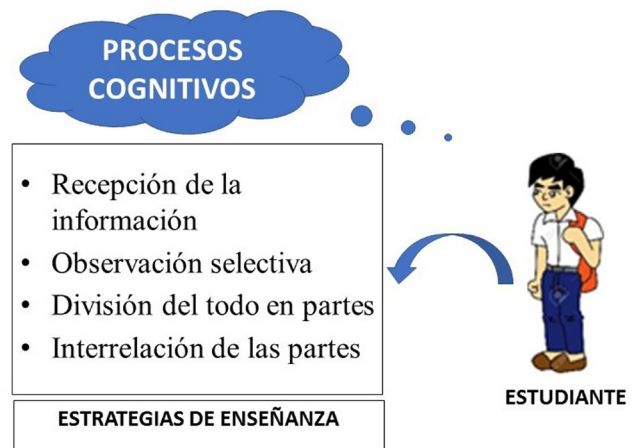 PROCESOS
COGNITIVOS
• Recepción de la
información
• Observación selectiva
• División del todo en partes
• Interrelación de las partes
ESTUDIANTE
ESTRATEGIAS DE ENSEÑANZA